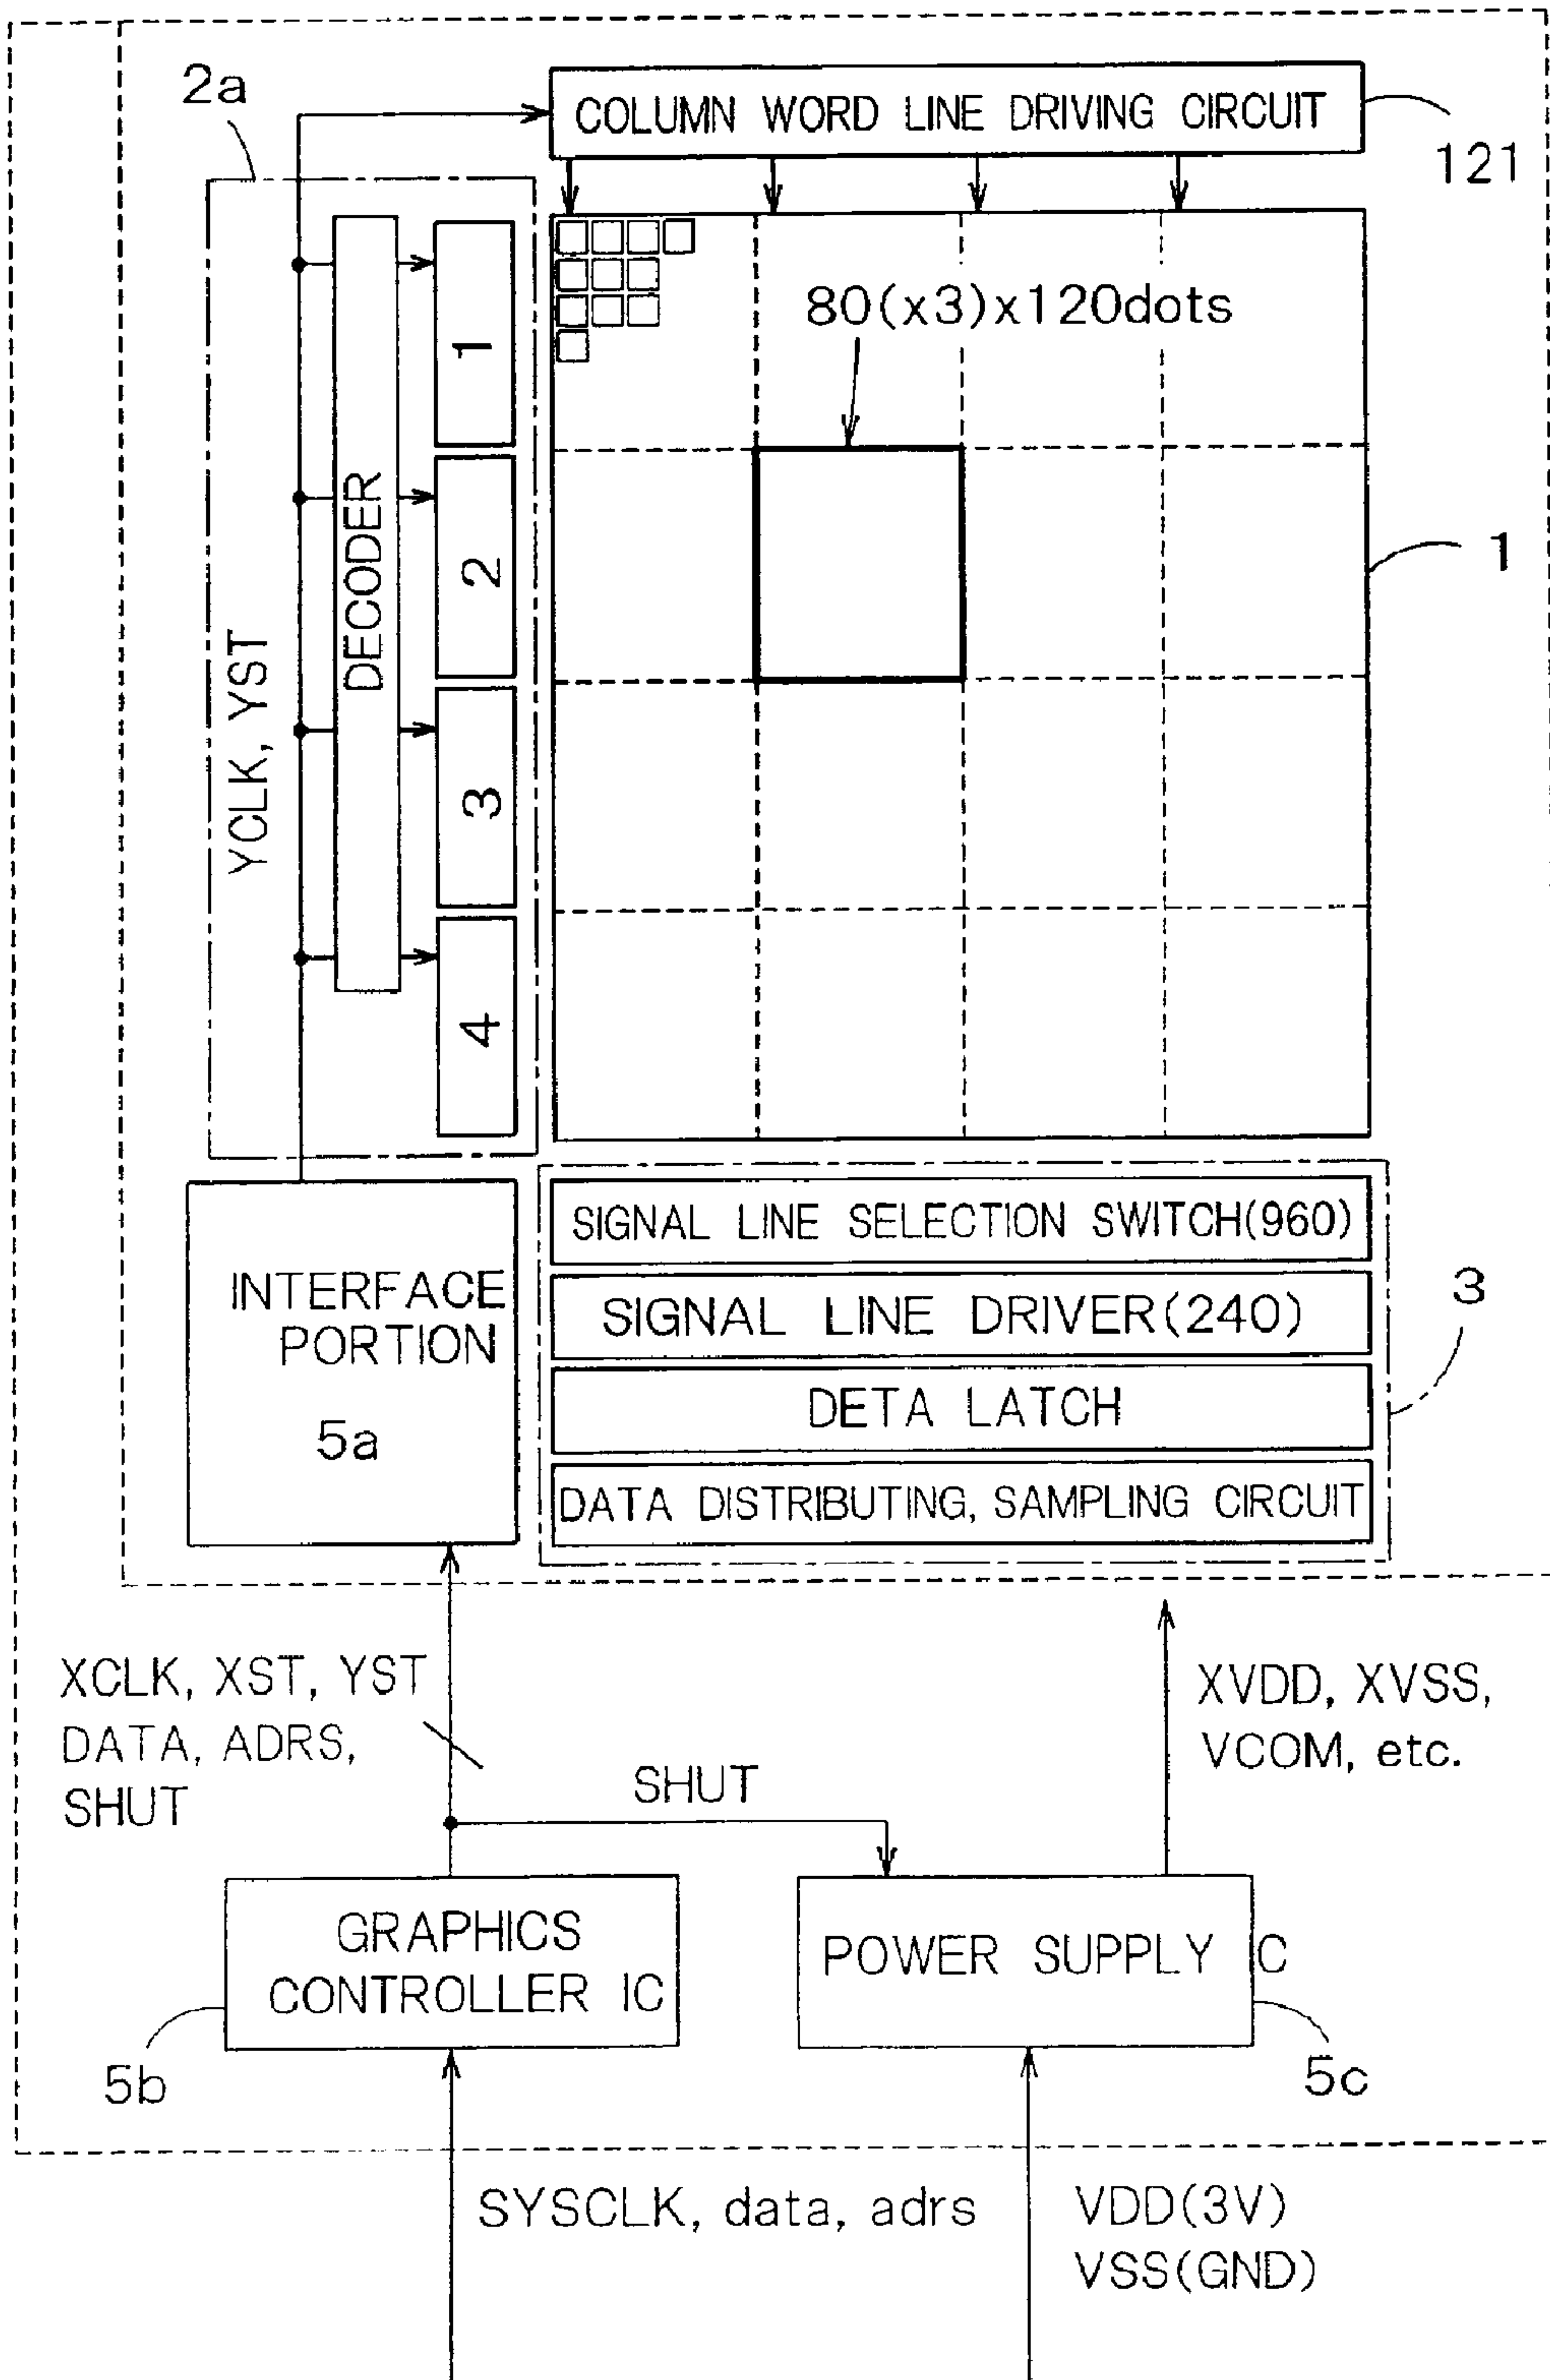 2a
COLUMN WORD LINE DRIVING CIRCUIT
121
80(x3)x120dots
1
2
3
4
DECODER
YCLK, YST
1
SIGNAL LINE SELECTION SWITCH(960)
SIGNAL LINE DRIVER(240)
DETA LATCH
DATA DISTRIBUTING, SAMPLING CIRCUIT
3
INTERFACE
PORTION
5a
XCLK, XST, YST
DATA, ADRS,
SHUT
SHUT
XVDD, XVSS,
VCOM, etc.
GRAPHICS
CONTROLLER IC
5b
POWER SUPPLY IC
5c
SYSCLK, data, adrs
VDD(3V)
VSS(GND)